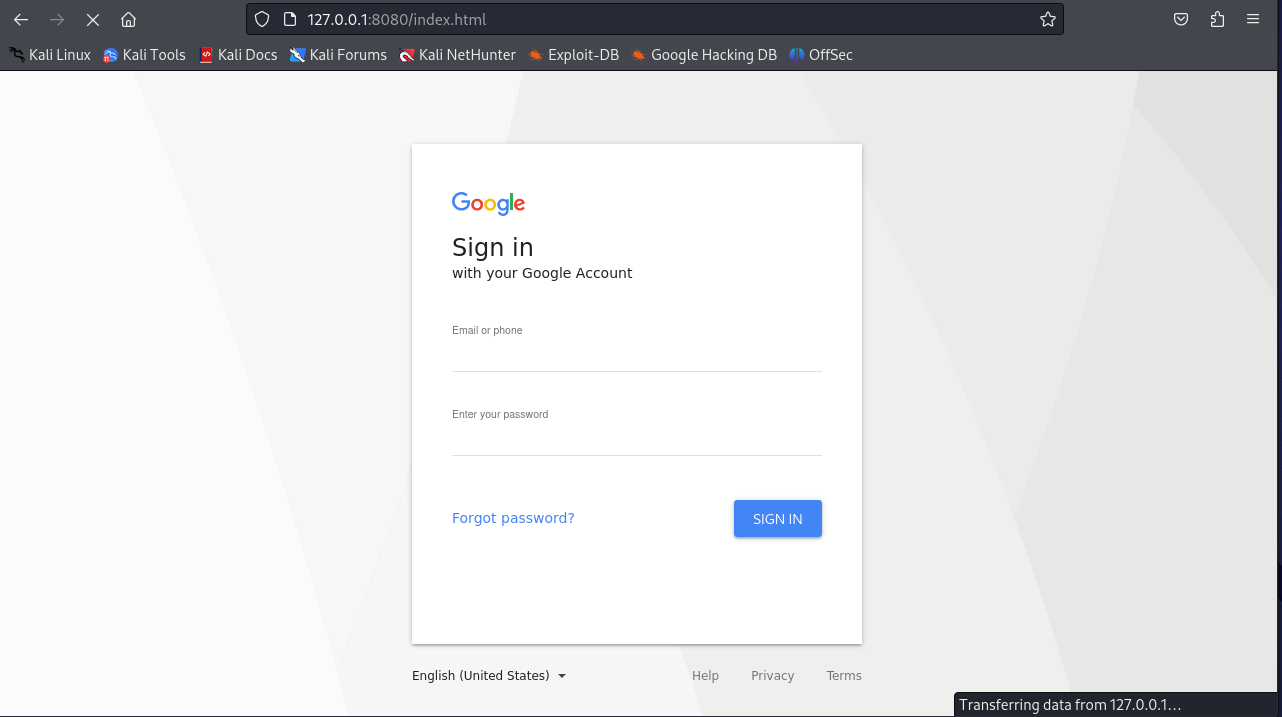 127.0.0.1:8080/index.html
Kali Linux Kali Tools Kali Docs Kali Forums Kali NetHunter Exploit-DB Google Hacking DB OffSec
Google
Sign in
with your Google Account
Email or phone
Enter your password
Forgot password? SIGN IN
English (United States) Help Privacy Terms
Transferring data from 127.0.0.1…